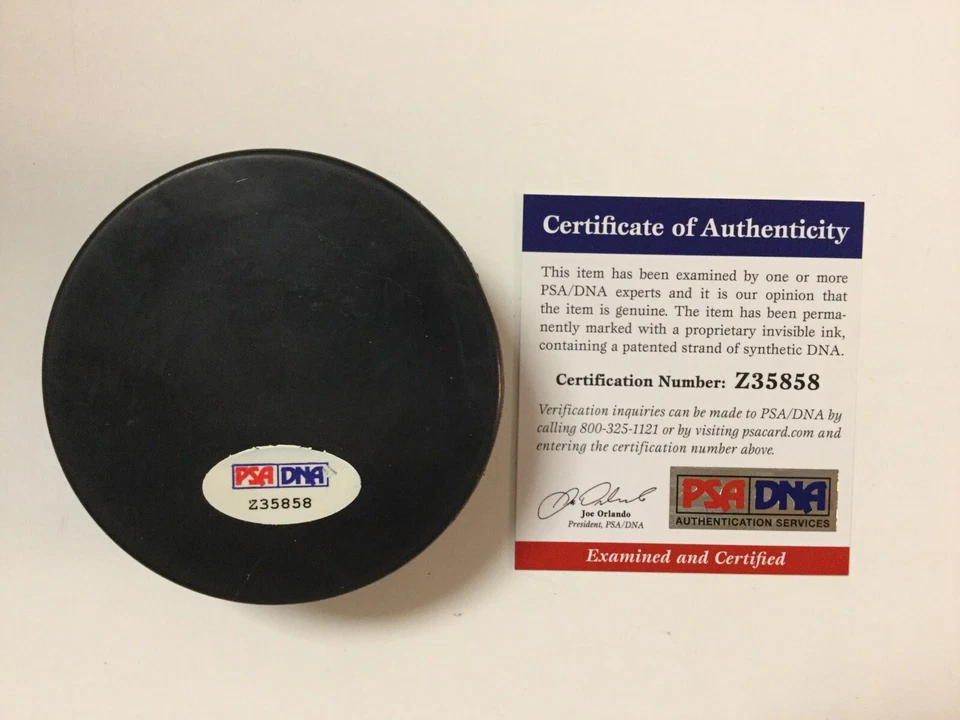 PSA DNA
Z35858
Certificate of Authenticity
This item has been examined by one or more
PSA/DNA experts and it is our opinion that
the item is genuine. The item has been perma-
nently marked with a proprietary invisible ink,
containing a patented strand of synthetic DNA.
Certification Number: Z35858
Verification inquiries can be made to PSA/DNA by
calling 800-325-1121 or by visiting psacard.com and
entering the certification number above.
Joe Orlando
President, PSA/DNA
PSA DNA
AUTHENTICATION SERVICES
Examined and Certified